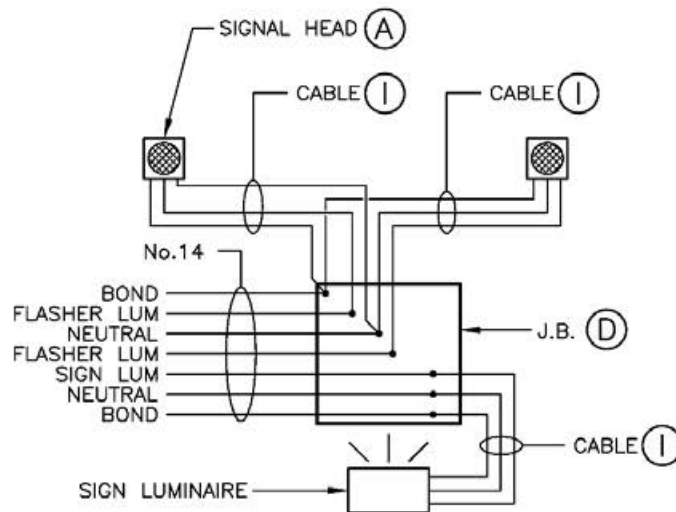 SIGNAL HEAD A
CABLE I
CABLE I
No.14
BOND
FLASHER LUM
NEUTRAL
FLASHER LUM
SIGN LUM
NEUTRAL
BOND
J.B. D
CABLE I
SIGN LUMINAIRE